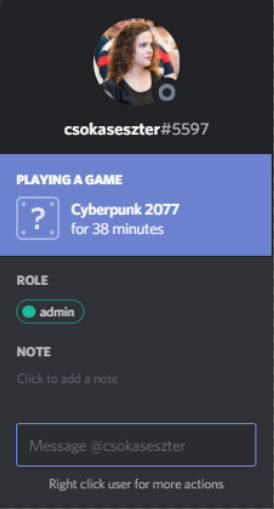 csokaseszter#5597
PLAYING A GAME
?
Cyberpunk 2077
for 38 minutes
ROLE
admin
NOTE
Click to add a note
Message @csokaseszter
Right click user for more actions